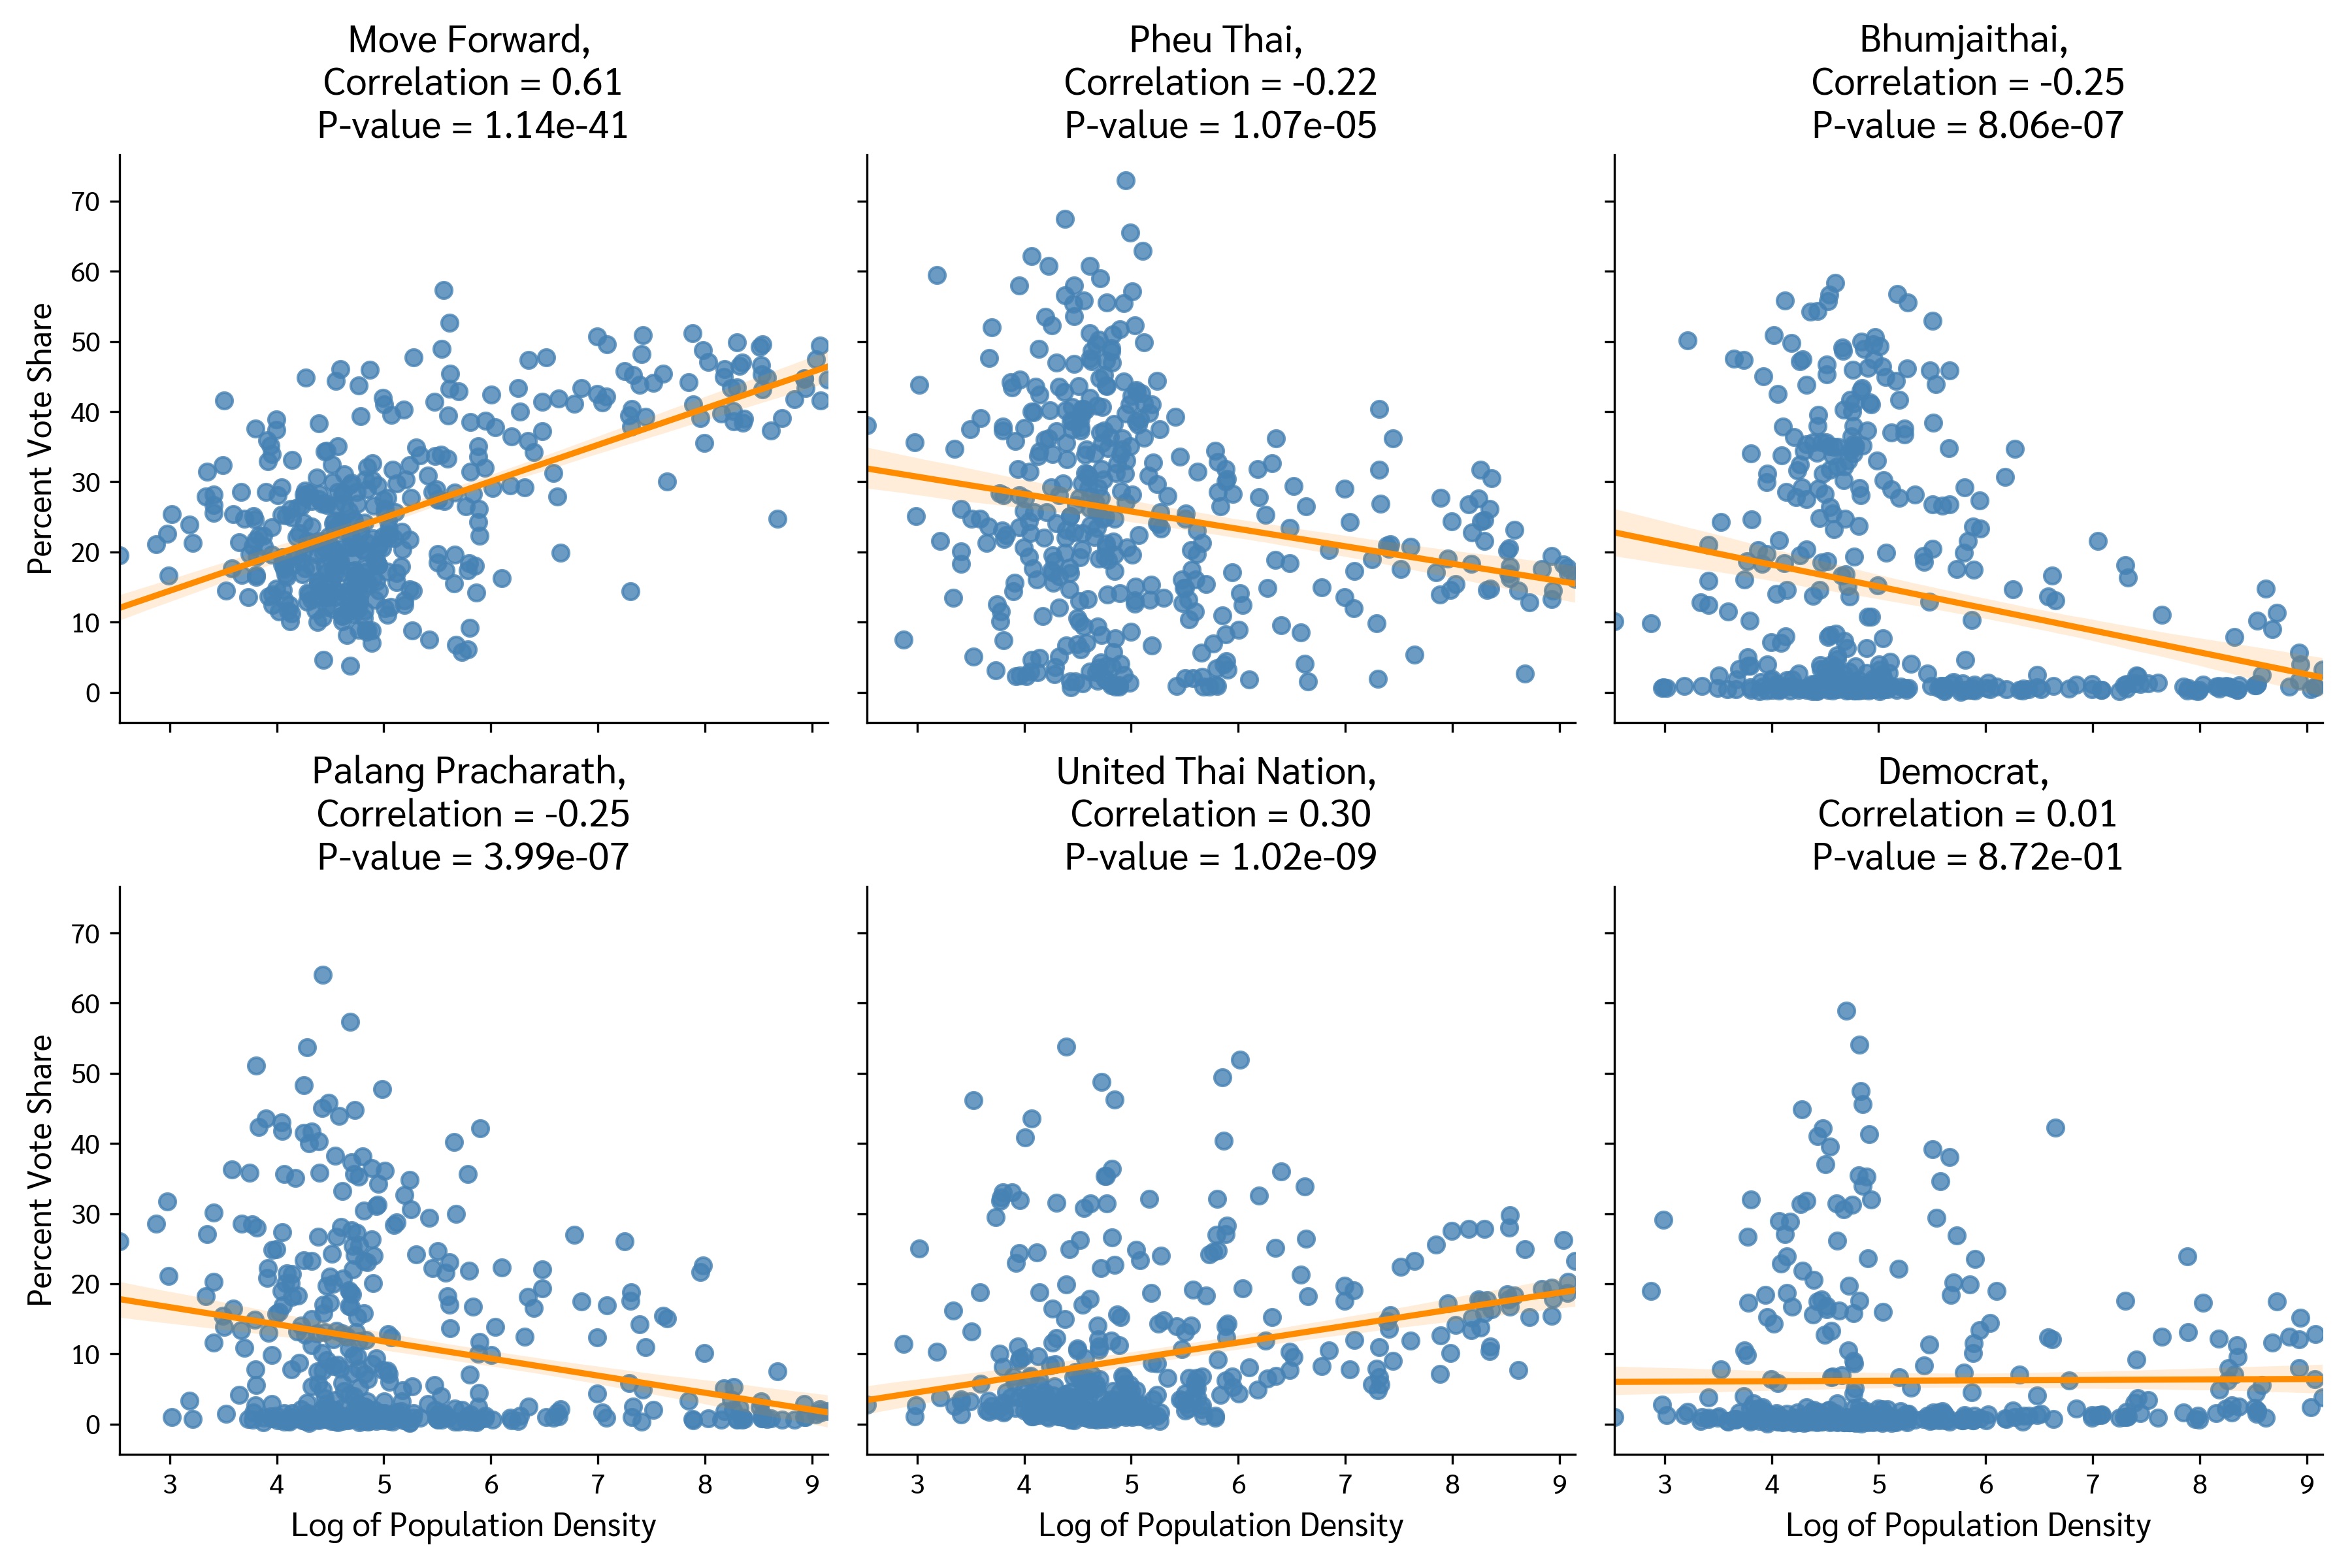 Move Forward,
Correlation = 0.61
P-value = 1.14e-41
Pheu Thai,
Correlation = -0.22
P-value = 1.07e-05
Bhumjaithai,
Correlation = -0.25
P-value = 8.06e-07
Percent Vote Share
70
60
50
40
30
20
10
0
Palang Pracharath,
Correlation = -0.25
P-value = 3.99e-07
United Thai Nation,
Correlation = 0.30
P-value = 1.02e-09
Democrat,
Correlation = 0.01
P-value = 8.72e-01
Percent Vote Share
70
60
50
40
30
20
10
0
3 4 5 6 7 8 9
3 4 5 6 7 8 9
3 4 5 6 7 8 9
Log of Population Density
Log of Population Density
Log of Population Density